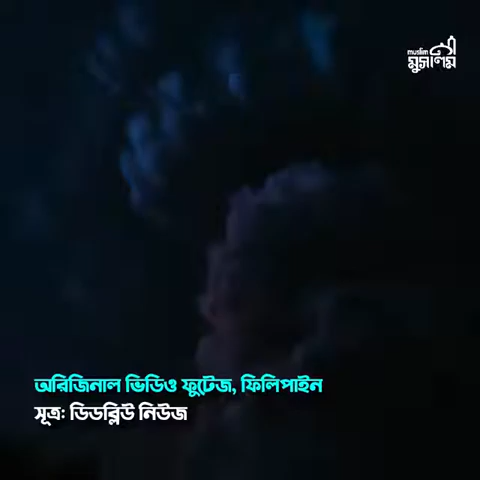 muslim
মুসলিম
অরিজিনাল ভিডিও ফুটেজ, ফিলিপাইন
সূত্র: ডিডব্লিউ নিউজ